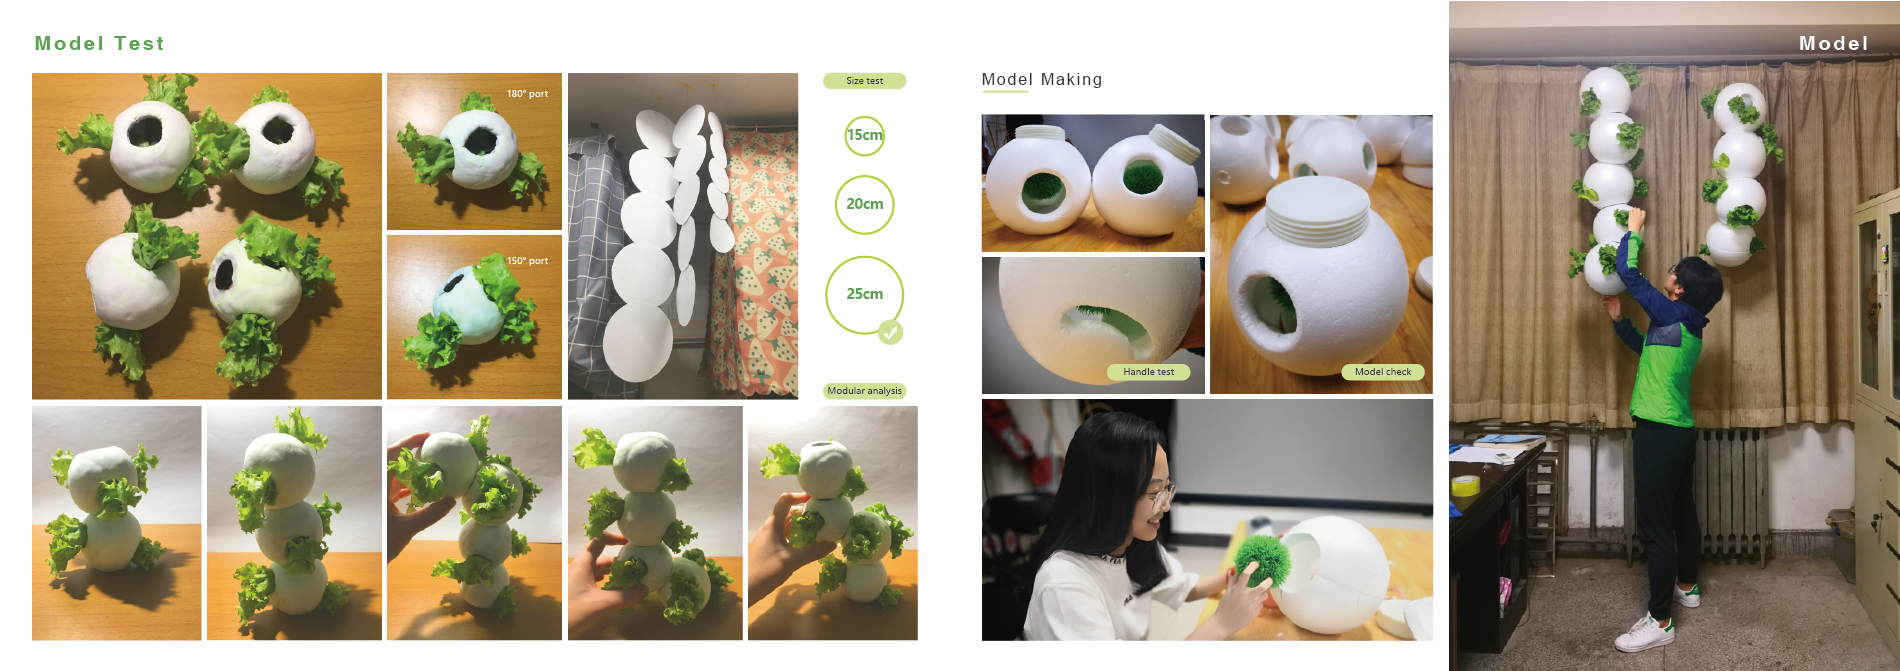 Model Test
180° port
150° port
Size test
15cm
20cm
25cm
Modular analysis
Model Making
Handle test
Model check
Model